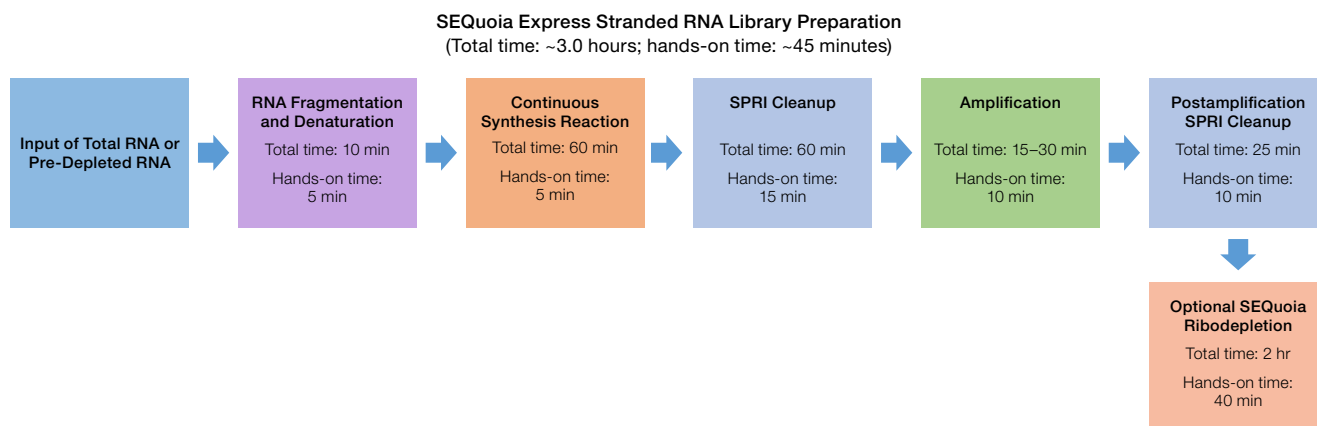 SEQuoia Express Stranded RNA Library Preparation
(Total time: ~3.0 hours; hands-on time: ~45 minutes)
Input of Total RNA or
Pre-Depleted RNA
RNA Fragmentation
and Denaturation
Total time: 10 min
Hands-on time:
5 min
Continuous
Synthesis Reaction
Total time: 60 min
Hands-on time:
5 min
SPRI Cleanup
Total time: 60 min
Hands-on time:
15 min
Amplification
Total time: 15–30 min
Hands-on time:
10 min
Postamplification
SPRI Cleanup
Total time: 25 min
Hands-on time:
10 min
Optional SEQuoia
Ribodepletion
Total time: 2 hr
Hands-on time:
40 min